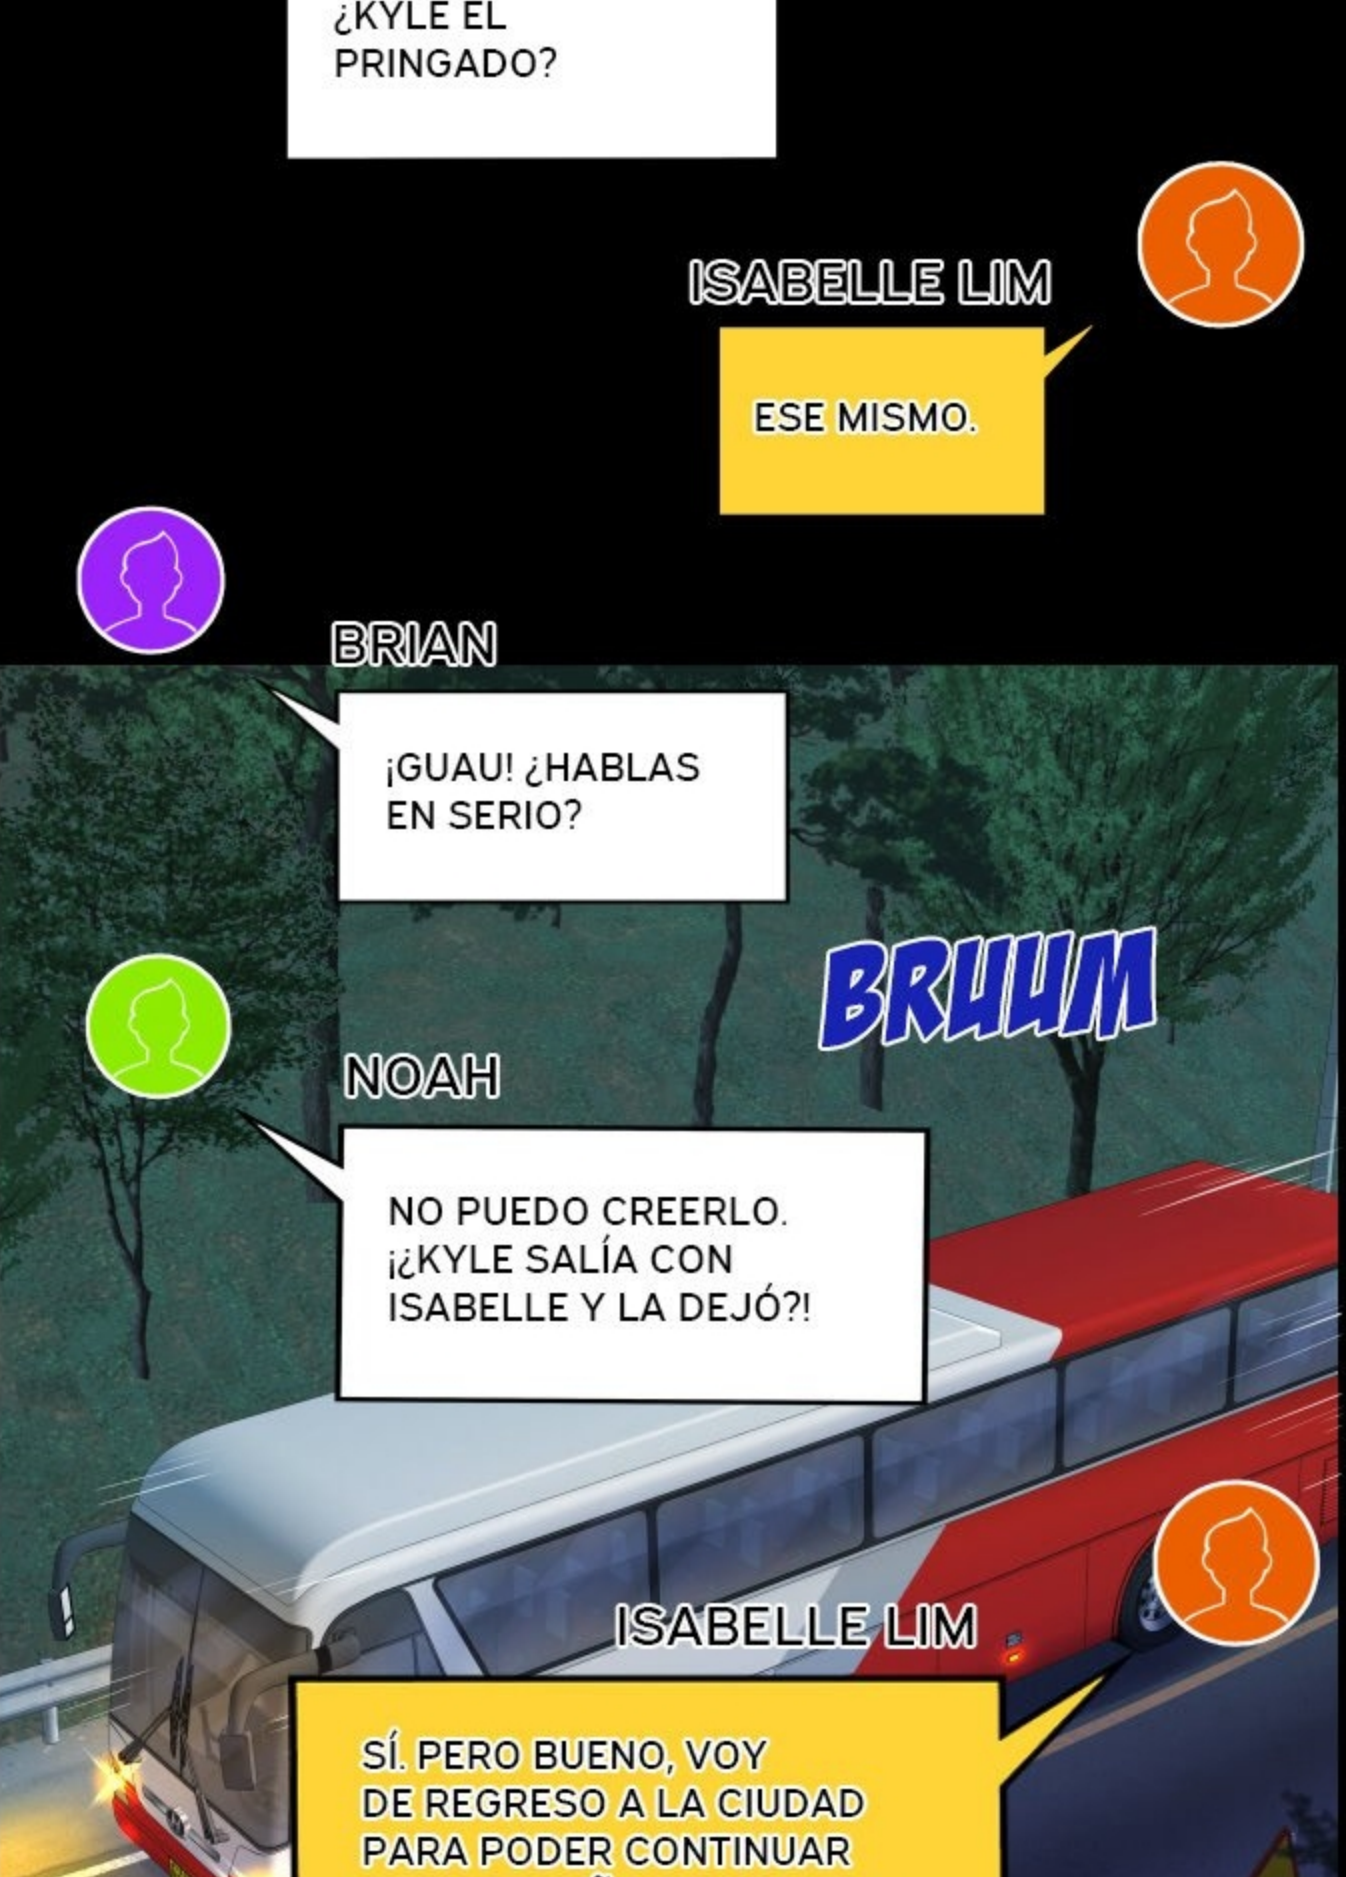 ¿KYLE EL
PRINGADO?
ISABELLE LIM
ESE MISMO.
BRIAN
¡GUAU! ¿HABLAS
EN SERIO?
BRUUM
NOAH
NO PUEDO CREERLO.
¡¿KYLE SALÍA CON
ISABELLE Y LA DEJÓ?!
ISABELLE LIM
SÍ. PERO BUENO, VOY
DE REGRESO A LA CIUDAD
PARA PODER CONTINUAR